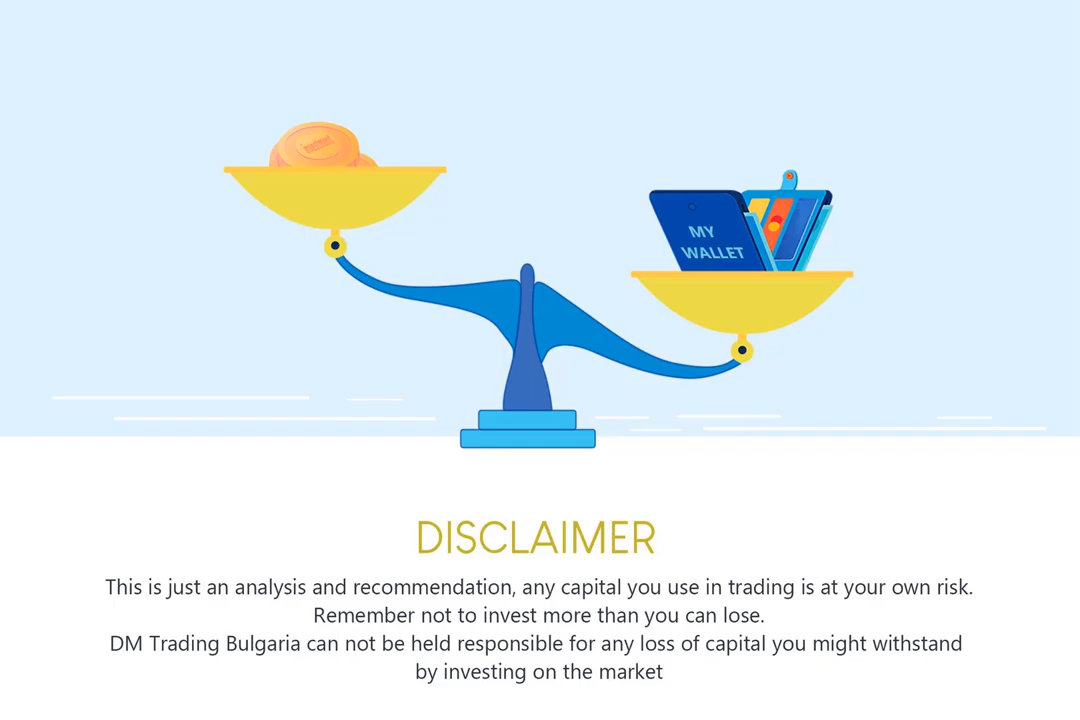 investment
MY
WALLET
DISCLAIMER
This is just an analysis and recommendation, any capital you use in trading is at your own risk.
Remember not to invest more than you can lose.
DM Trading Bulgaria can not be held responsible for any loss of capital you might withstand
by investing on the market